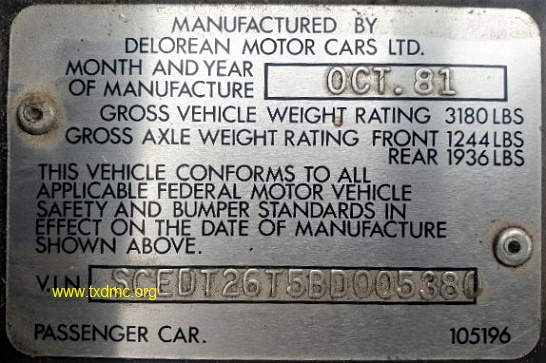 MANUFACTURED BY
DELOREAN MOTOR CARS LTD.
MONTH AND YEAR
OF MANUFACTURE OCT. 81
GROSS VEHICLE WEIGHT RATING 3180 LBS
GROSS AXLE WEIGHT RATING FRONT 1244 LBS
REAR 1936 LBS
THIS VEHICLE CONFORMS TO ALL
APPLICABLE FEDERAL MOTOR VEHICLE
SAFETY AND BUMPER STANDARDS IN
EFFECT ON THE DATE OF MANUFACTURE
SHOWN ABOVE.
V.I.N. SCEDT26T5BD005380
www.txdmc.org
PASSENGER CAR. 105196